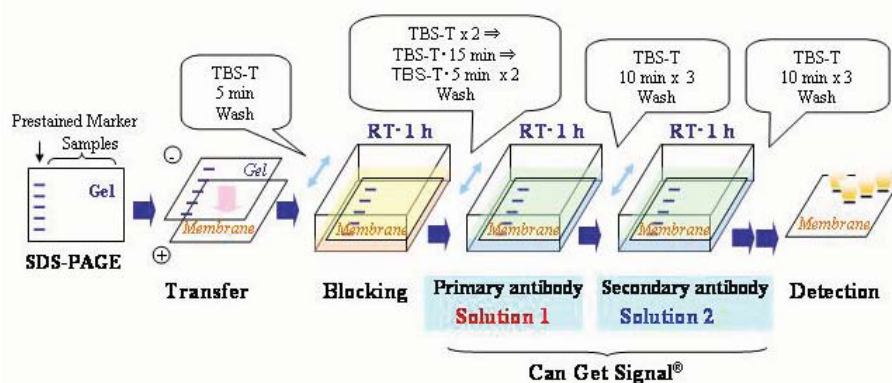 TBS-T
5 min
Wash
TBS-T x 2 ⇒
TBS-T・15 min ⇒
TBS-T・5 min x 2
Wash
TBS-T
10 min x 3
Wash
TBS-T
10 min x 3
Wash
Prestained Marker
Samples
Gel
SDS-PAGE
-
Gel
Membrane
+
Transfer
RT・1 h
Membrane
Blocking
RT・1 h
Membrane
Primary antibody
Solution 1
RT・1 h
Membrane
Secondary antibody
Solution 2
Membrane
Detection
Can Get Signal®